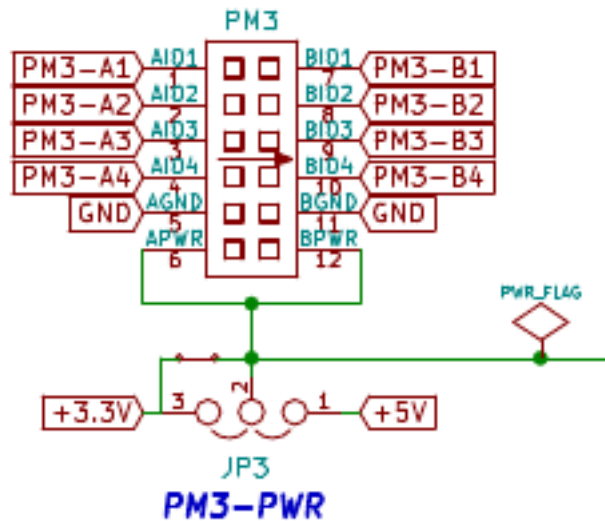 PM3
PM3-A1 AIO1 1 7 BIO1 PM3-B1
PM3-A2 AIO2 2 8 BIO2 PM3-B2
PM3-A3 AIO3 3 9 BIO3 PM3-B3
PM3-A4 AIO4 4 10 BIO4 PM3-B4
GND AGND 5 11 BGND GND
APWR 6 12 BPWR
PWR_FLAG
+3.3V 3 2 1 +5V
JP3
PM3-PWR